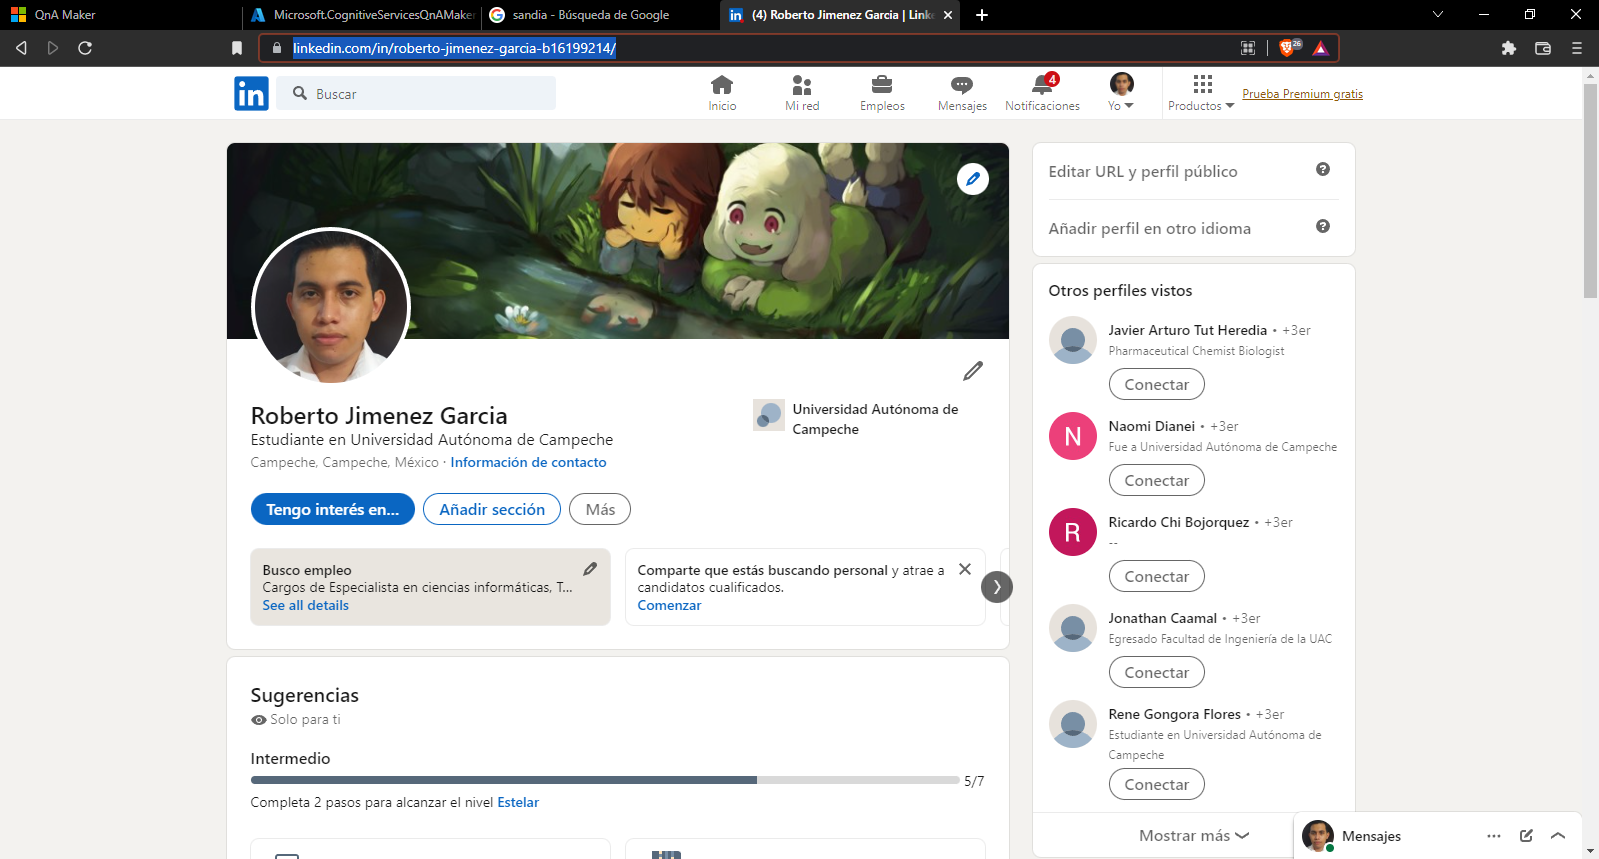 QnA Maker
Microsoft.CognitiveServicesQnAMake
sandia - Búsqueda de Google
(4) Roberto Jimenez Garcia | Linke
linkedin.com/in/roberto-jimenez-garcia-b16199214/
26
in
Buscar
Inicio
Mi red
Empleos
Mensajes
4
Notificaciones
Yo
Productos
Prueba Premium gratis
Roberto Jimenez Garcia
Estudiante en Universidad Autónoma de Campeche
Campeche, Campeche, México · Información de contacto
Universidad Autónoma de
Campeche
Tengo interés en...
Añadir sección
Más
Busco empleo
Cargos de Especialista en ciencias informáticas, T...
See all details
Comparte que estás buscando personal y atrae a
candidatos cualificados.
Comenzar
Sugerencias
Solo para ti
Intermedio
5/7
Completa 2 pasos para alcanzar el nivel Estelar
Editar URL y perfil público
Añadir perfil en otro idioma
Otros perfiles vistos
Javier Arturo Tut Heredia • +3er
Pharmaceutical Chemist Biologist
Conectar
N
Naomi Dianei • +3er
Fue a Universidad Autónoma de Campeche
Conectar
R
Ricardo Chi Bojorquez • +3er
--
Conectar
Jonathan Caamal • +3er
Egresado Facultad de Ingeniería de la UAC
Conectar
Rene Gongora Flores • +3er
Estudiante en Universidad Autónoma de
Campeche
Conectar
Mostrar más
Mensajes